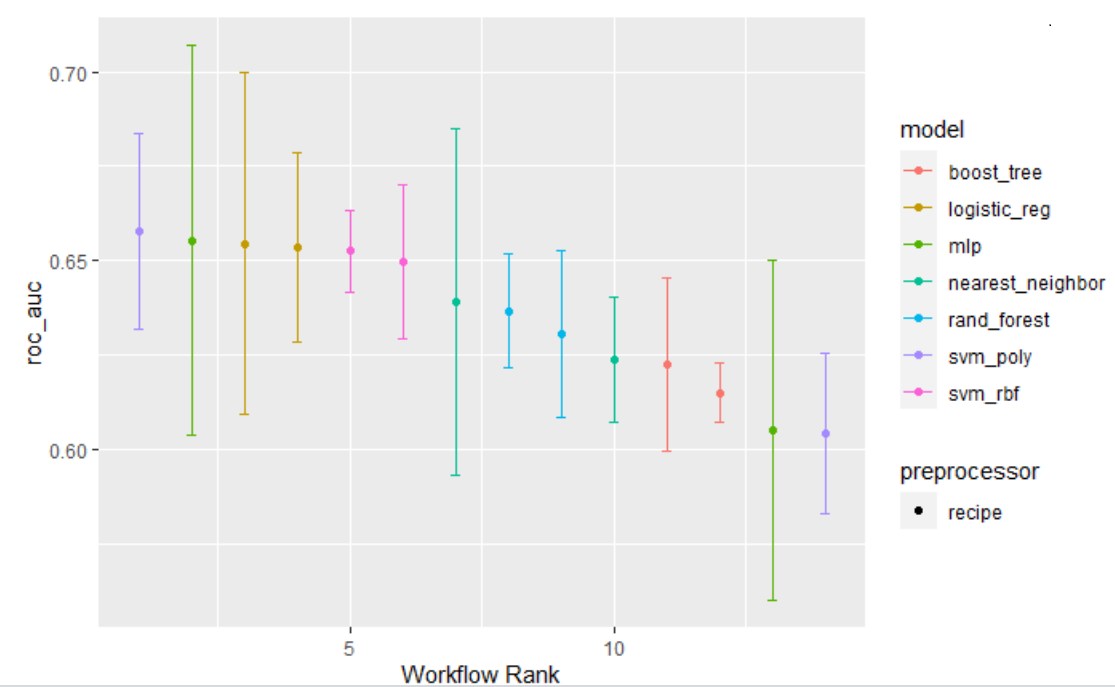 0.70
0.65
0.60
roc_auc
5
10
Workflow Rank
model
boost_tree
logistic_reg
mlp
nearest_neighbor
rand_forest
svm_poly
svm_rbf
preprocessor
recipe